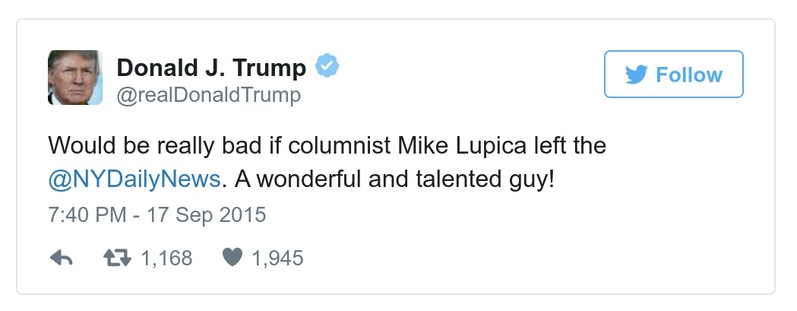 Donald J. Trump
@realDonaldTrump
Follow
Would be really bad if columnist Mike Lupica left the
@NYDailyNews. A wonderful and talented guy!
7:40 PM - 17 Sep 2015
1,168 1,945